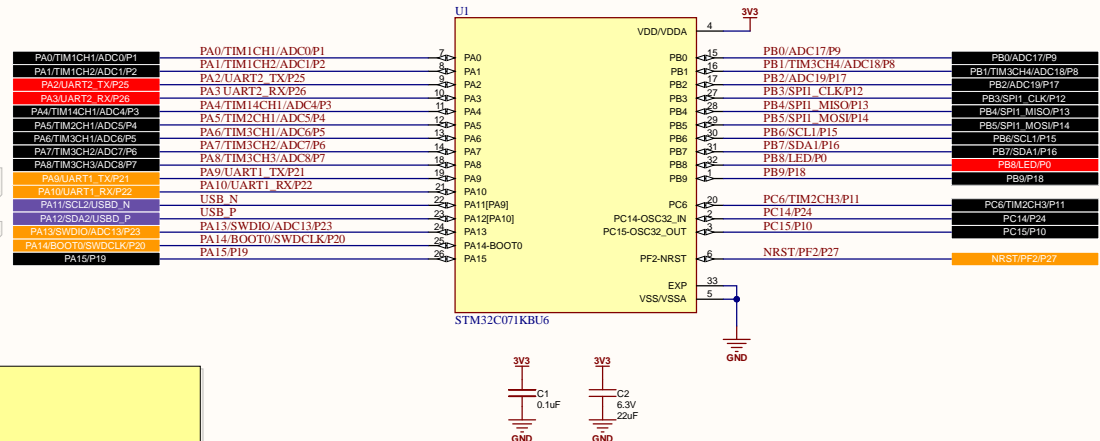 U1
3V3
VDD/VDDA 4
PA0/TIM1CH1/ADC0/P1 PA0/TIM1CH1/ADC0/P1 7 PA0 PB0 15 PB0/ADC17/P9 PB0/ADC17/P9
PA1/TIM1CH2/ADC1/P2 PA1/TIM1CH2/ADC1/P2 8 PA1 PB1 16 PB1/TIM3CH4/ADC18/P8 PB1/TIM3CH4/ADC18/P8
PA2/UART2_TX/P25 PA2/UART2_TX/P25 9 PA2 PB2 17 PB2/ADC19/P17 PB2/ADC19/P17
PA3/UART2_RX/P26 PA3 UART2_RX/P26 10 PA3 PB3 27 PB3/SPI1_CLK/P12 PB3/SPI1_CLK/P12
PA4/TIM14CH1/ADC4/P3 PA4/TIM14CH1/ADC4/P3 11 PA4 PB4 28 PB4/SPI1_MISO/P13 PB4/SPI1_MISO/P13
PA5/TIM2CH1/ADC5/P4 PA5/TIM2CH1/ADC5/P4 12 PA5 PB5 29 PB5/SPI1_MOSI/P14 PB5/SPI1_MOSI/P14
PA6/TIM3CH1/ADC6/P5 PA6/TIM3CH1/ADC6/P5 13 PA6 PB6 30 PB6/SCL1/P15 PB6/SCL1/P15
PA7/TIM3CH2/ADC7/P6 PA7/TIM3CH2/ADC7/P6 14 PA7 PB7 31 PB7/SDA1/P16 PB7/SDA1/P16
PA8/TIM3CH3/ADC8/P7 PA8/TIM3CH3/ADC8/P7 18 PA8 PB8 32 PB8/LED/P0 PB8/LED/P0
PA9/UART1_TX/P21 PA9/UART1_TX/P21 19 PA9 PB9 1 PB9/P18 PB9/P18
PA10/UART1_RX/P22 PA10/UART1_RX/P22 21 PA10
PA11/SCL2/USBD_N USB_N 22 PA11[PA9] PC6 20 PC6/TIM2CH3/P11 PC6/TIM2CH3/P11
PA12/SDA2/USBD_P USB_P 23 PA12[PA10] PC14-OSC32_IN 2 PC14/P24 PC14/P24
PA13/SWDIO/ADC13/P23 PA13/SWDIO/ADC13/P23 24 PA13 PC15-OSC32_OUT 3 PC15/P10 PC15/P10
PA14/BOOT0/SWDCLK/P20 PA14/BOOT0/SWDCLK/P20 25 PA14-BOOT0
PA15/P19 PA15/P19 26 PA15 PF2-NRST 6 NRST/PF2/P27 NRST/PF2/P27
EXP 33
VSS/VSSA 5
STM32C071KBU6
GND
3V3 3V3
C1 C2
0.1uF 6.3V
22uF
GND GND